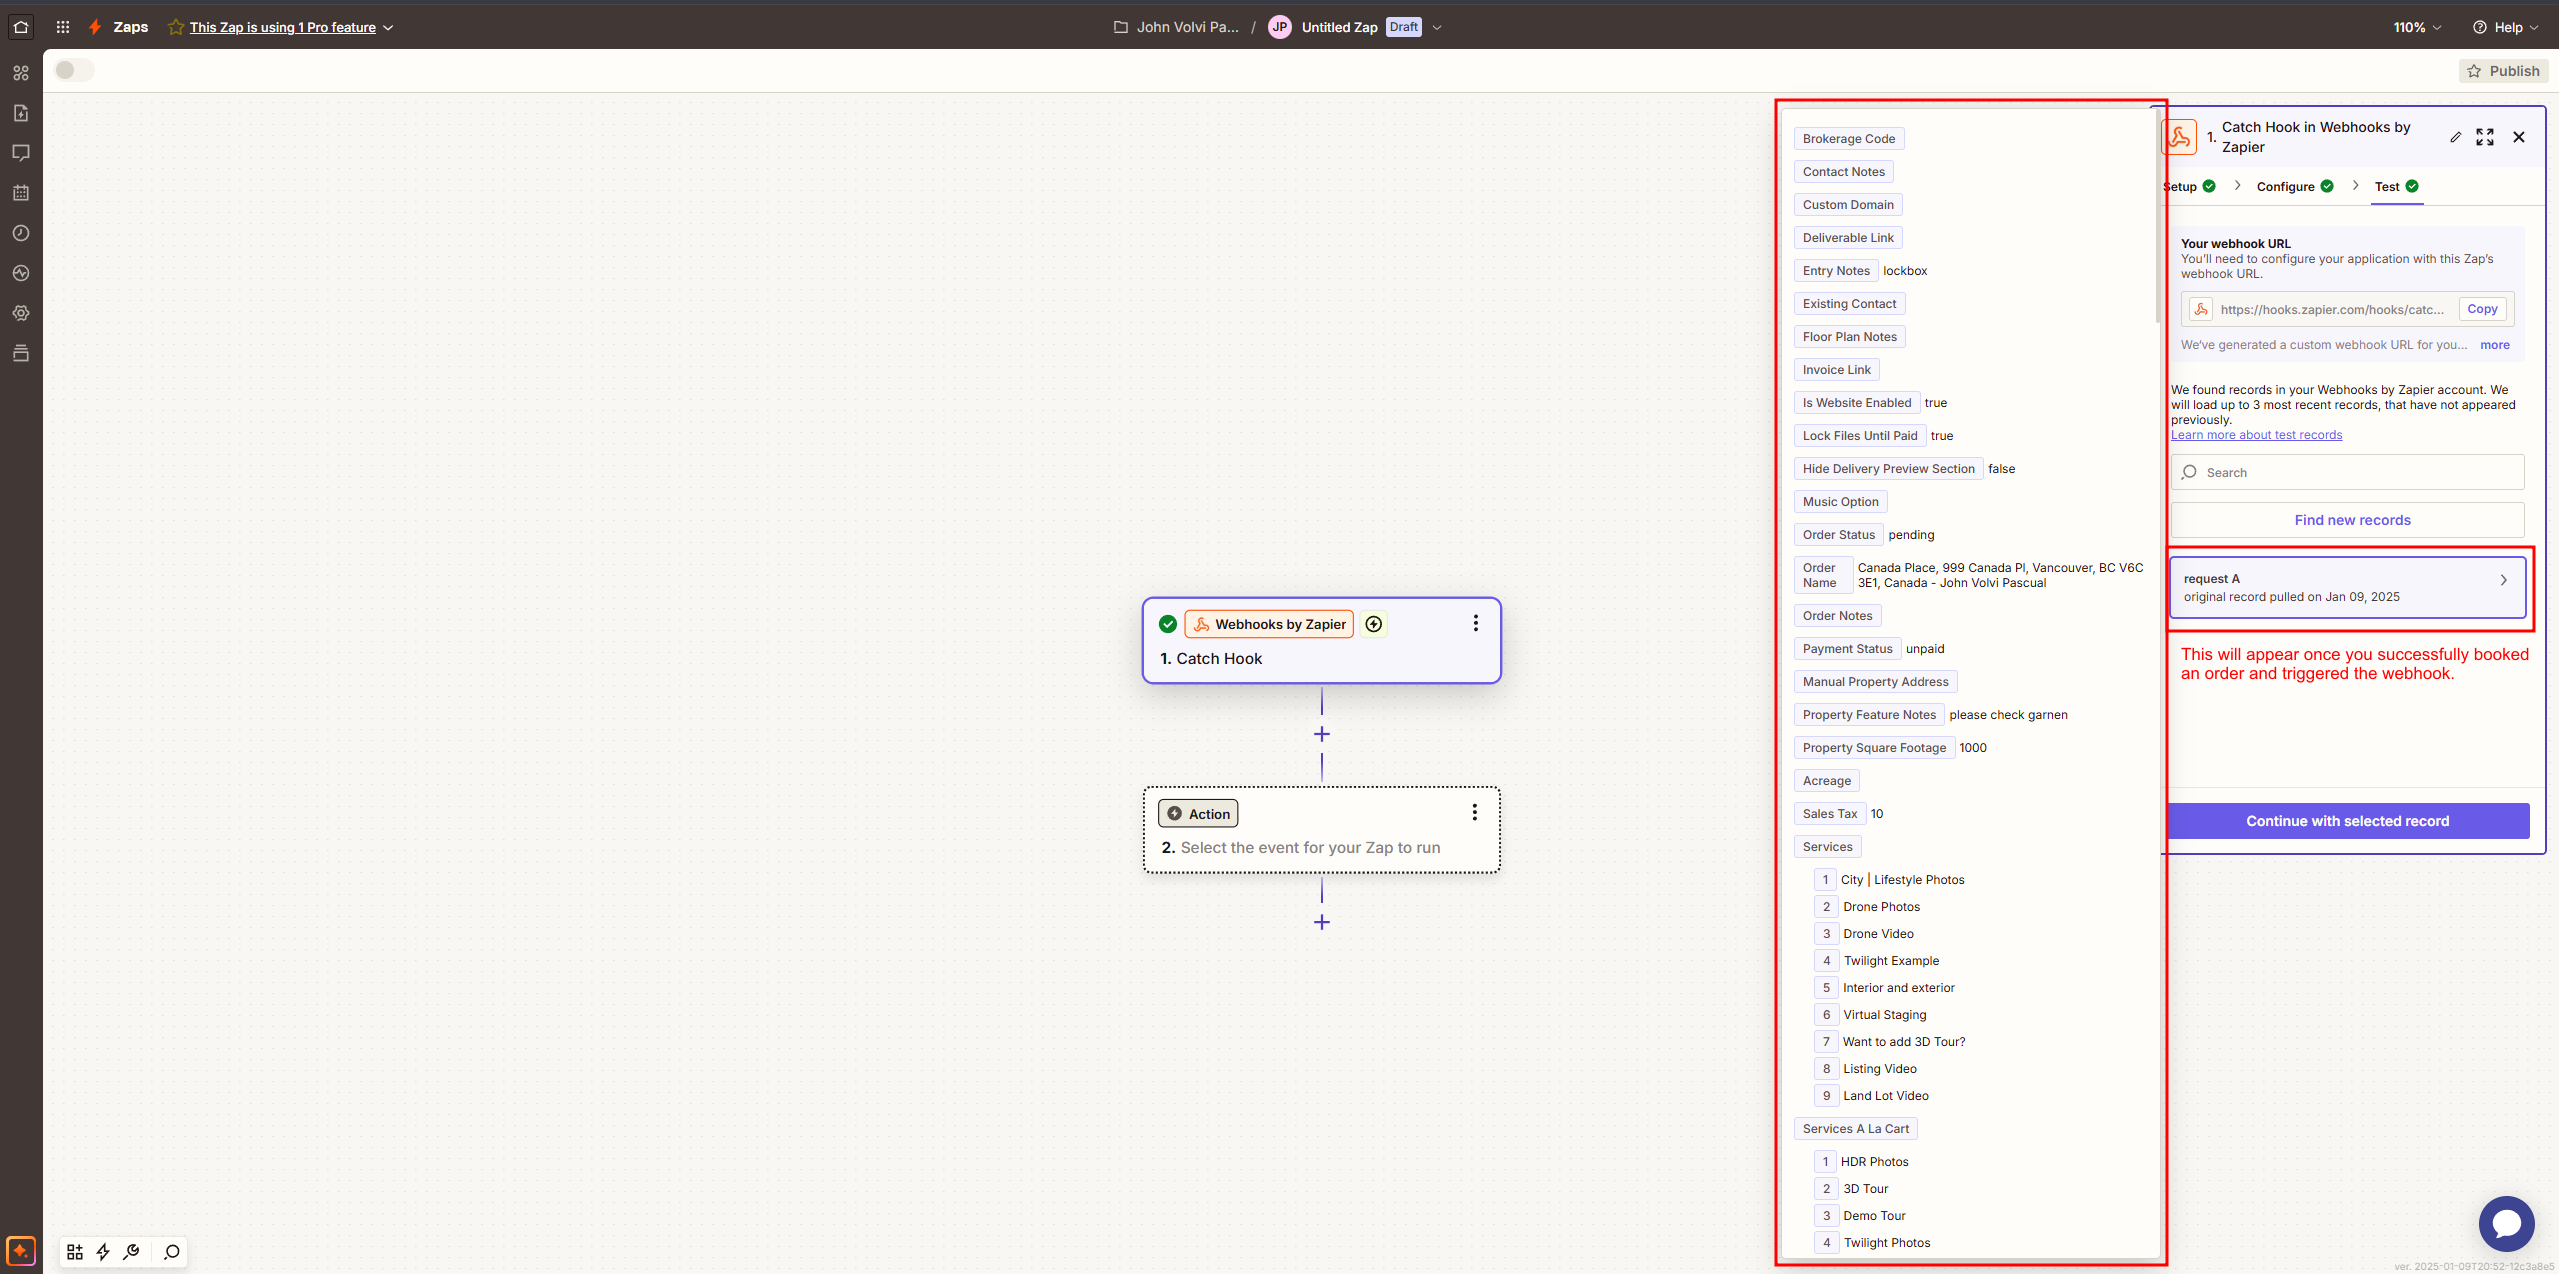 Zaps
This Zap is using 1 Pro feature
John Volvi Pa... / JP Untitled Zap Draft
110%
Help
Publish
Webhooks by Zapier
1. Catch Hook
Action
2. Select the event for your Zap to run
Brokerage Code
Contact Notes
Custom Domain
Deliverable Link
Entry Notes lockbox
Existing Contact
Floor Plan Notes
Invoice Link
Is Website Enabled true
Lock Files Until Paid true
Hide Delivery Preview Section false
Music Option
Order Status pending
Order Name Canada Place, 999 Canada Pl, Vancouver, BC V6C
3E1, Canada - John Volvi Pascual
Order Notes
Payment Status unpaid
Manual Property Address
Property Feature Notes please check garnen
Property Square Footage 1000
Acreage
Sales Tax 10
Services
1 City | Lifestyle Photos
2 Drone Photos
3 Drone Video
4 Twilight Example
5 Interior and exterior
6 Virtual Staging
7 Want to add 3D Tour?
8 Listing Video
9 Land Lot Video
Services A La Cart
1 HDR Photos
2 3D Tour
3 Demo Tour
4 Twilight Photos
1. Catch Hook in Webhooks by
Zapier
Setup
Configure
Test
Your webhook URL
You'll need to configure your application with this Zap's
webhook URL.
https://hooks.zapier.com/hooks/catc...
Copy
We've generated a custom webhook URL for you... more
We found records in your Webhooks by Zapier account. We
will load up to 3 most recent records, that have not appeared
previously.
Learn more about test records
Search
Find new records
request A
original record pulled on Jan 09, 2025
This will appear once you successfully booked
an order and triggered the webhook.
Continue with selected record
ver. 2025-01-09T20:52-12c3a8e5